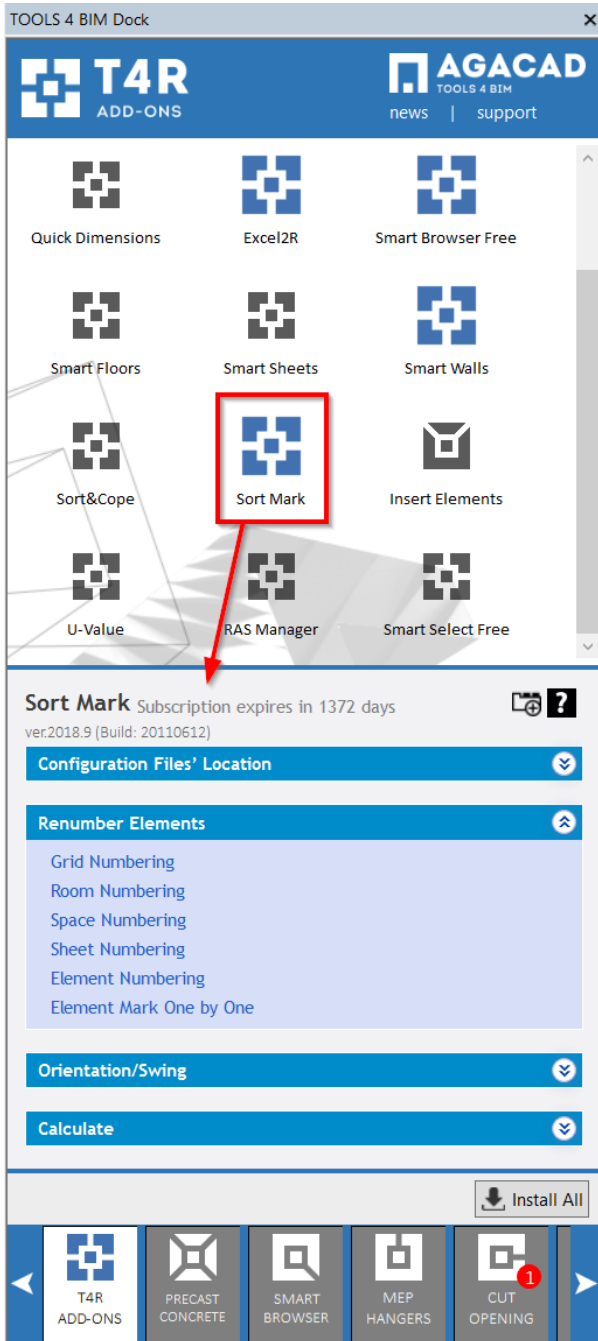 TOOLS 4 BIM Dock
T4R
ADD-ONS
AGACAD
TOOLS 4 BIM
news | support
Quick Dimensions Excel2R Smart Browser Free
Smart Floors Smart Sheets Smart Walls
Sort&Cope Sort Mark Insert Elements
U-Value RAS Manager Smart Select Free
Sort Mark Subscription expires in 1372 days
?
ver.2018.9 (Build: 20110612)
Configuration Files' Location
Renumber Elements
Grid Numbering
Room Numbering
Space Numbering
Sheet Numbering
Element Numbering
Element Mark One by One
Orientation/Swing
Calculate
Install All
1
T4R PRECAST SMART MEP CUT
ADD-ONS CONCRETE BROWSER HANGERS OPENING